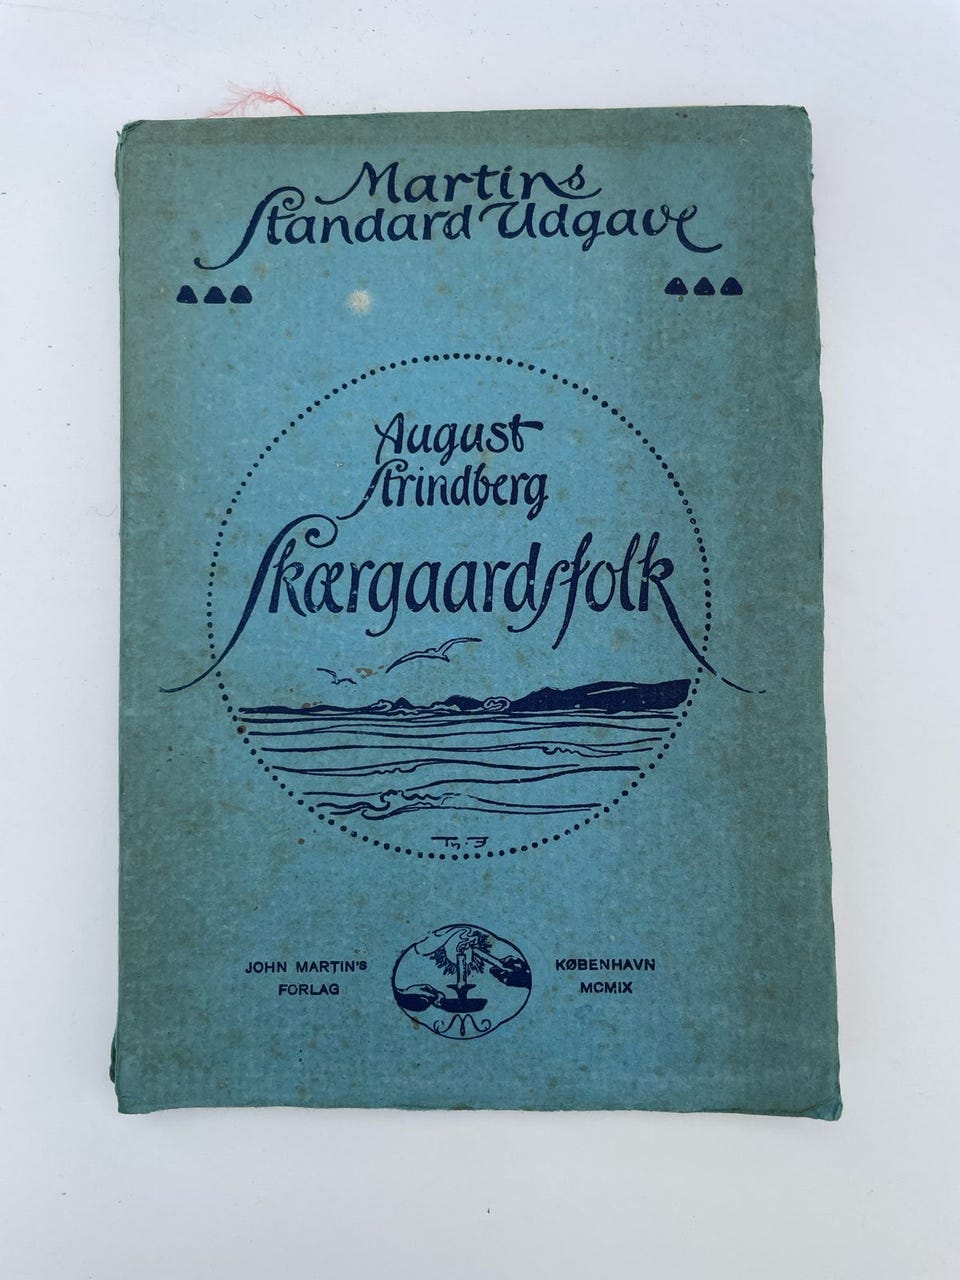 Martins
Standard Udgave
August
Strindberg
Skærgaardsfolk
JOHN MARTIN'S
FORLAG
KØBENHAVN
MCMIX
M